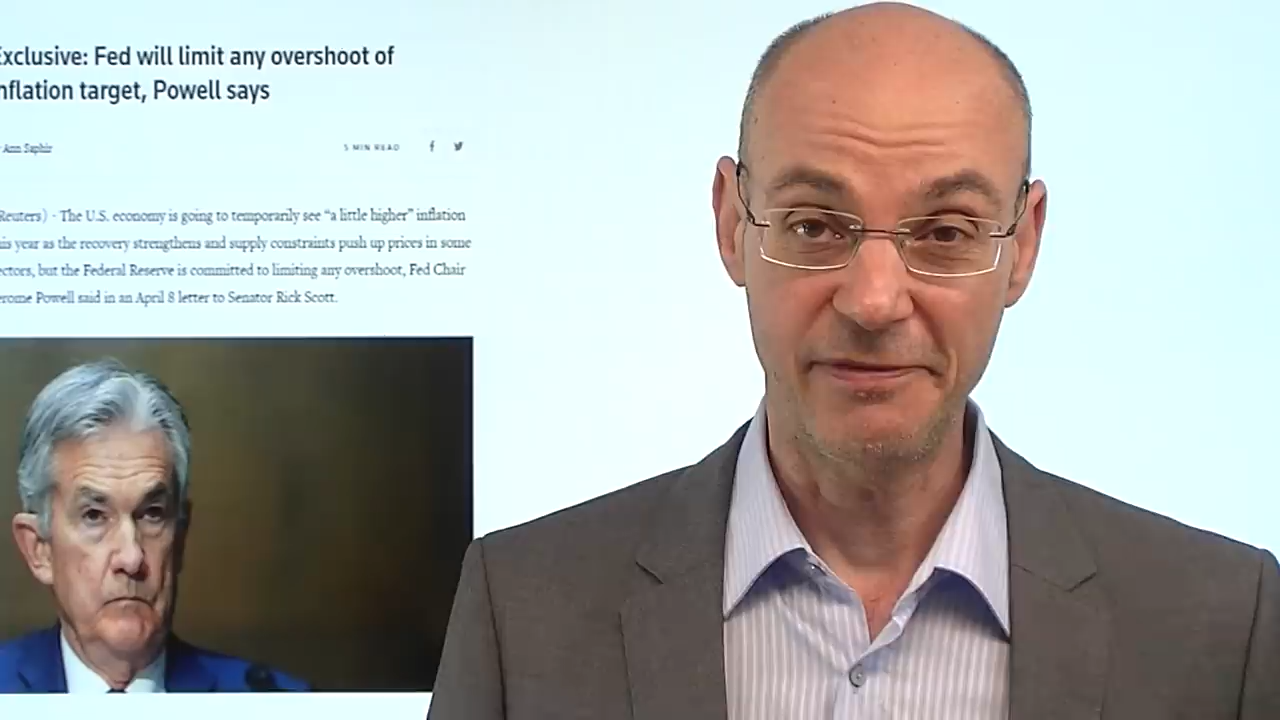 Exclusive: Fed will limit any overshoot of
nflation target, Powell says
Ann Saphir
5 MIN READ
Reuters) - The U.S. economy is going to temporarily see “a little higher” inflation
is year as the recovery strengthens and supply constraints push up prices in some
ectors, but the Federal Reserve is committed to limiting any overshoot, Fed Chair
erome Powell said in an April 8 letter to Senator Rick Scott.